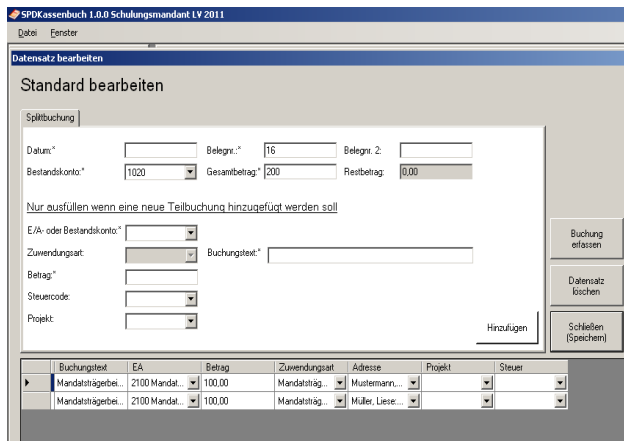 SPDKassenbuch 1.0.0 Schulungsmandant LV 2011
Datei Fenster
Datensatz bearbeiten
Standard bearbeiten
Splittbuchung
Datum:* Belegnr.:* 16 Belegnr. 2:
Bestandskonto:* 1020 Gesamtbetrag:* 200 Restbetrag: 0,00
Nur ausfüllen wenn eine neue Teilbuchung hinzugefügt werden soll
E/A- oder Bestandskonto:*
Zuwendungsart: Buchungstext:*
Betrag:*
Steuercode:
Projekt:
Hinzufügen
Buchung
erfassen
Datensatz
löschen
Schließen
(Speichern)
Buchungstext EA Betrag Zuwendungsart Adresse Projekt Steuer
Mandatsträgerbei... 2100 Mandat... 100,00 Mandatsträg... Mustermann,...
Mandatsträgerbei... 2100 Mandat... 100,00 Mandatsträg... Müller, Liese:...